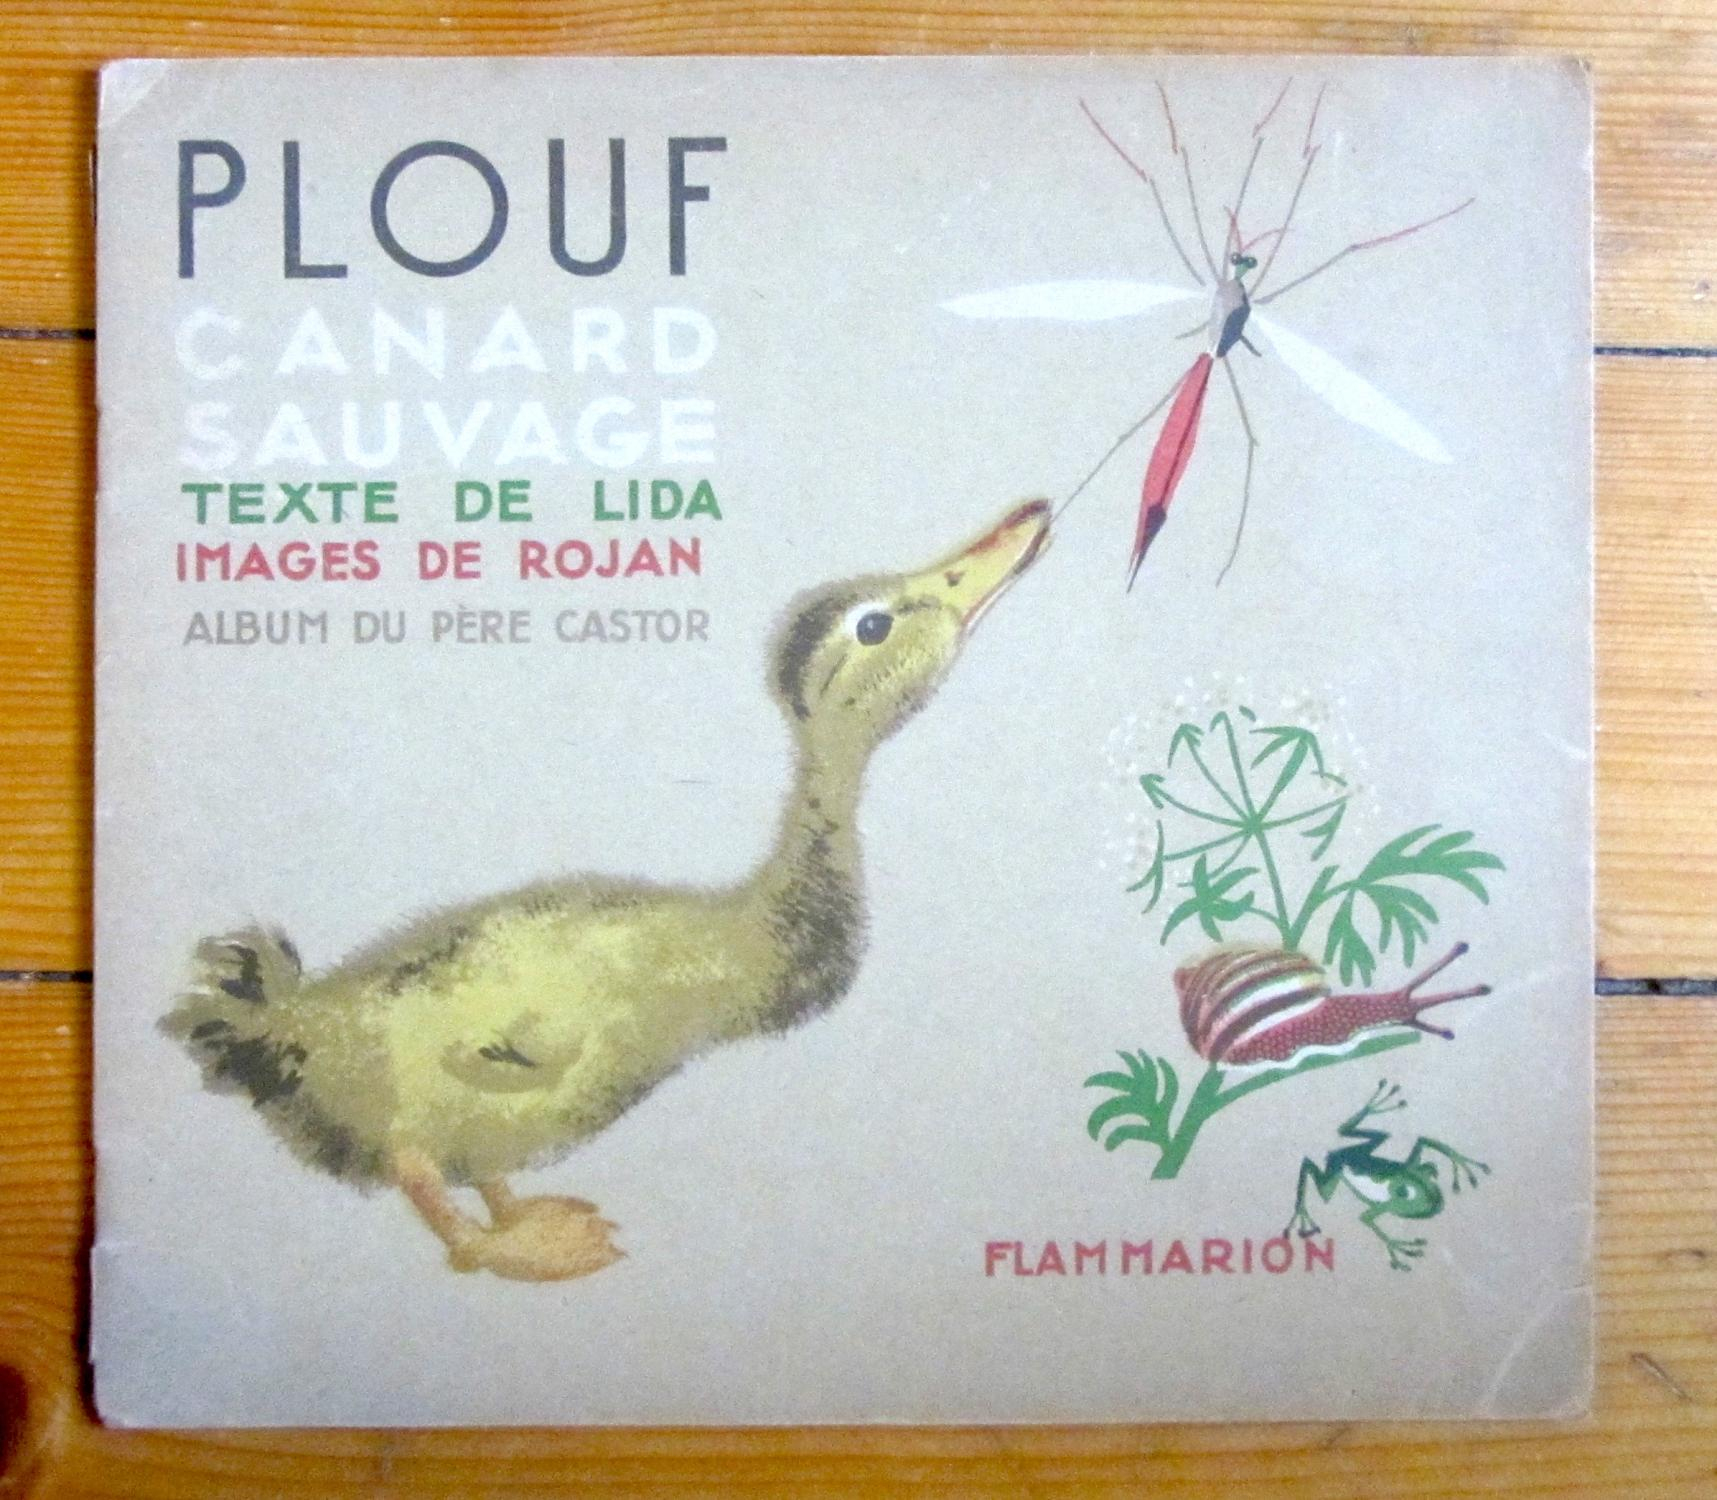 PLOUF
CANARD
SAUVAGE
TEXTE DE LIDA
IMAGES DE ROJAN
ALBUM DU PÈRE CASTOR
FLAMMARION